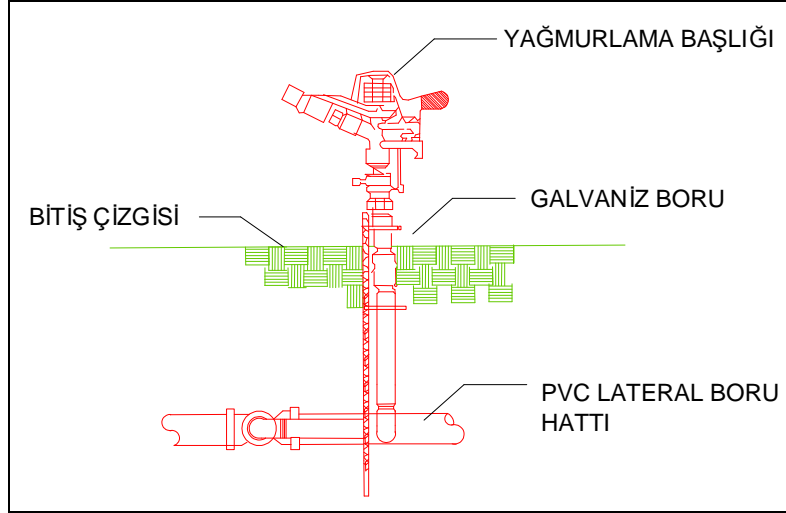 YAĞMURLAMA BAŞLIĞI
GALVANİZ BORU
BİTİŞ ÇİZGİSİ
PVC LATERAL BORU
HATTI